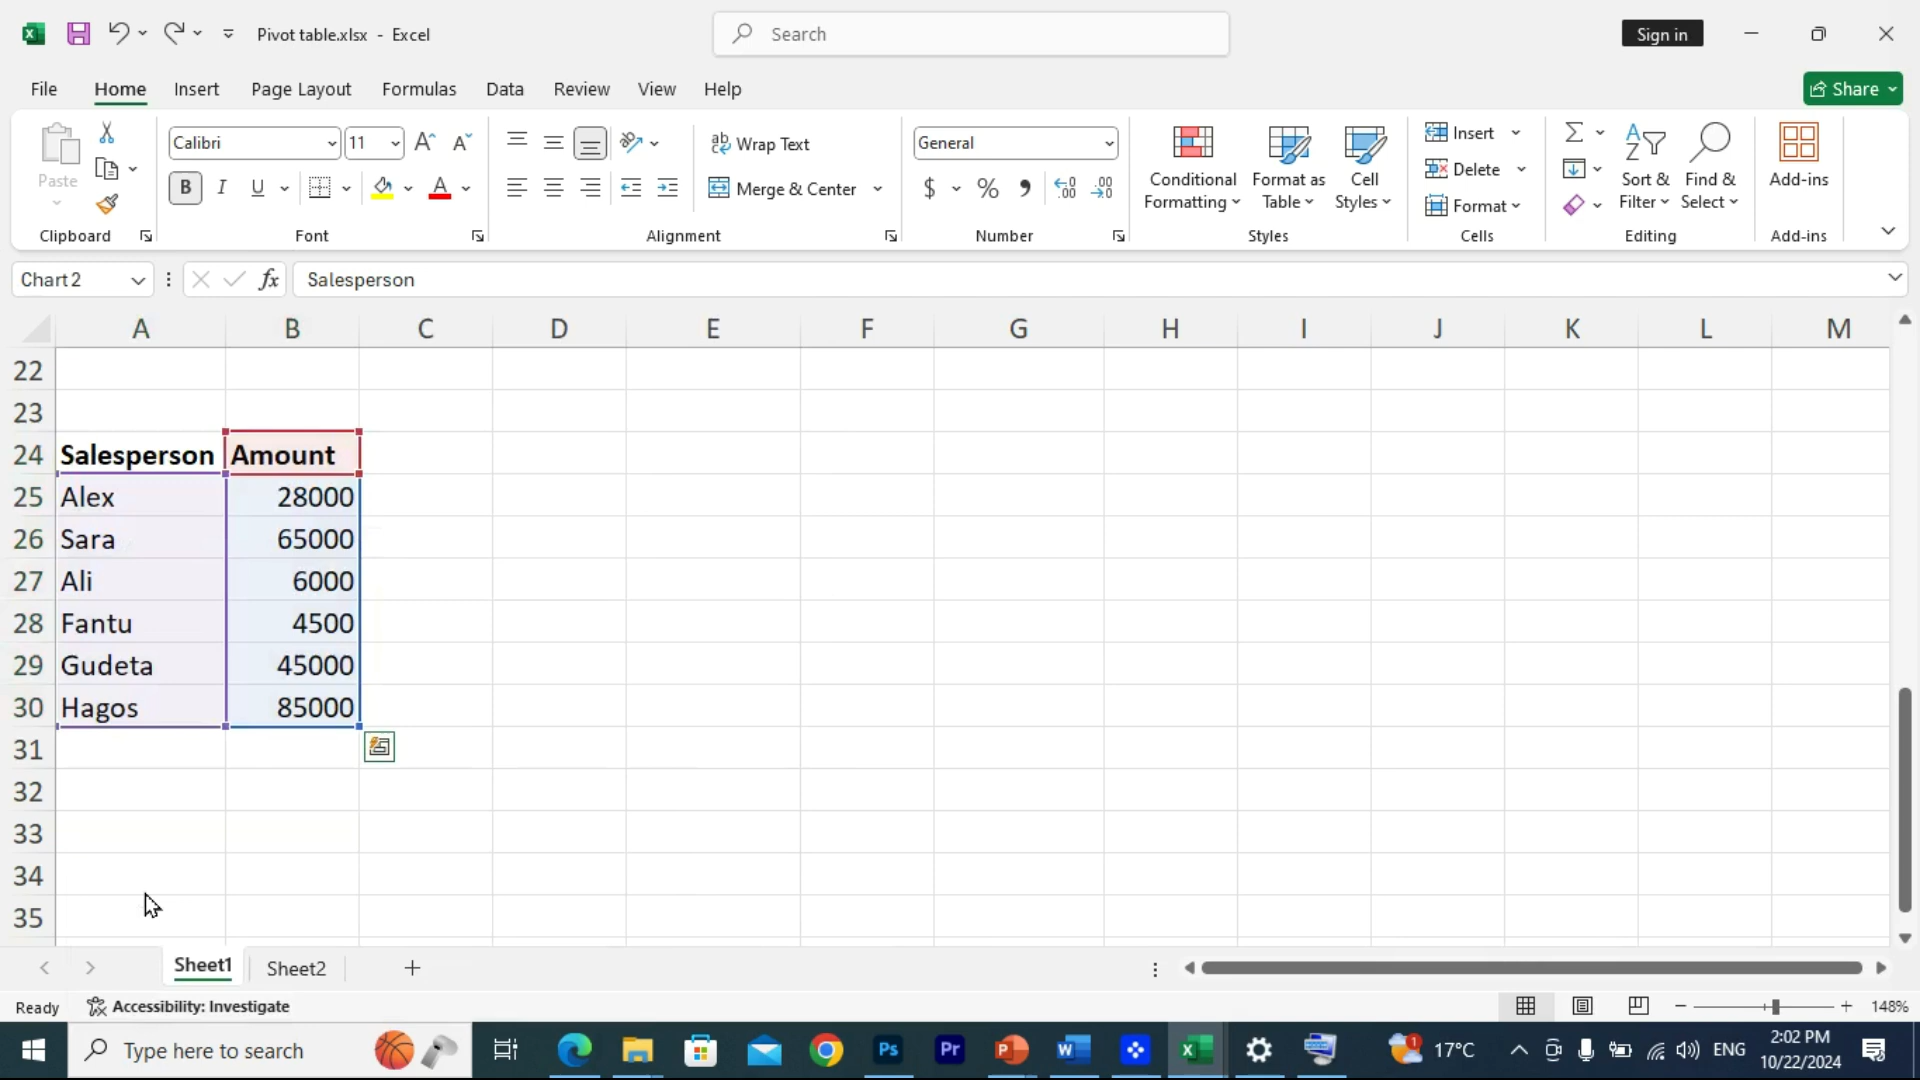 Pivot table.xlsx - Excel
Search
Sign in
File Home Insert Page Layout Formulas Data Review View Help
Share
Paste
Calibri
11
B I U
A
Wrap Text
Merge & Center
General
$ % ,
Conditional Formatting
Format as Table
Cell Styles
Insert
Delete
Format
Sort & Filter
Find & Select
Add-ins
Clipboard Font Alignment Number Styles Cells Editing Add-ins
Chart 2
fx
Salesperson
A B C D E F G H I J K L M
22
23
24 Salesperson Amount
25 Alex 28000
26 Sara 65000
27 Ali 6000
28 Fantu 4500
29 Gudeta 45000
30 Hagos 85000
31
32
33
34
35
Sheet1 Sheet2
Ready
Accessibility: Investigate
148%
Type here to search
Ps
Pr
1
17°C
ENG
2:02 PM
10/22/2024